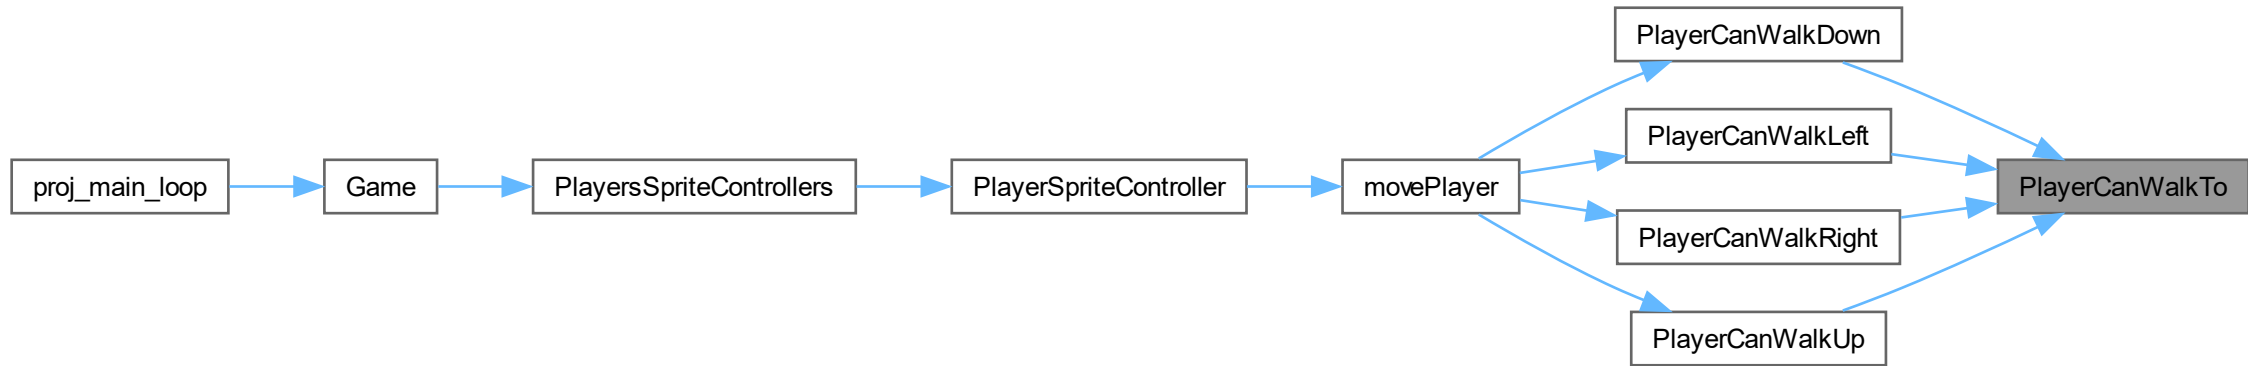 proj_main_loop
Game
PlayersSpriteControllers
PlayerSpriteController
movePlayer
PlayerCanWalkDown
PlayerCanWalkLeft
PlayerCanWalkRight
PlayerCanWalkUp
PlayerCanWalkTo